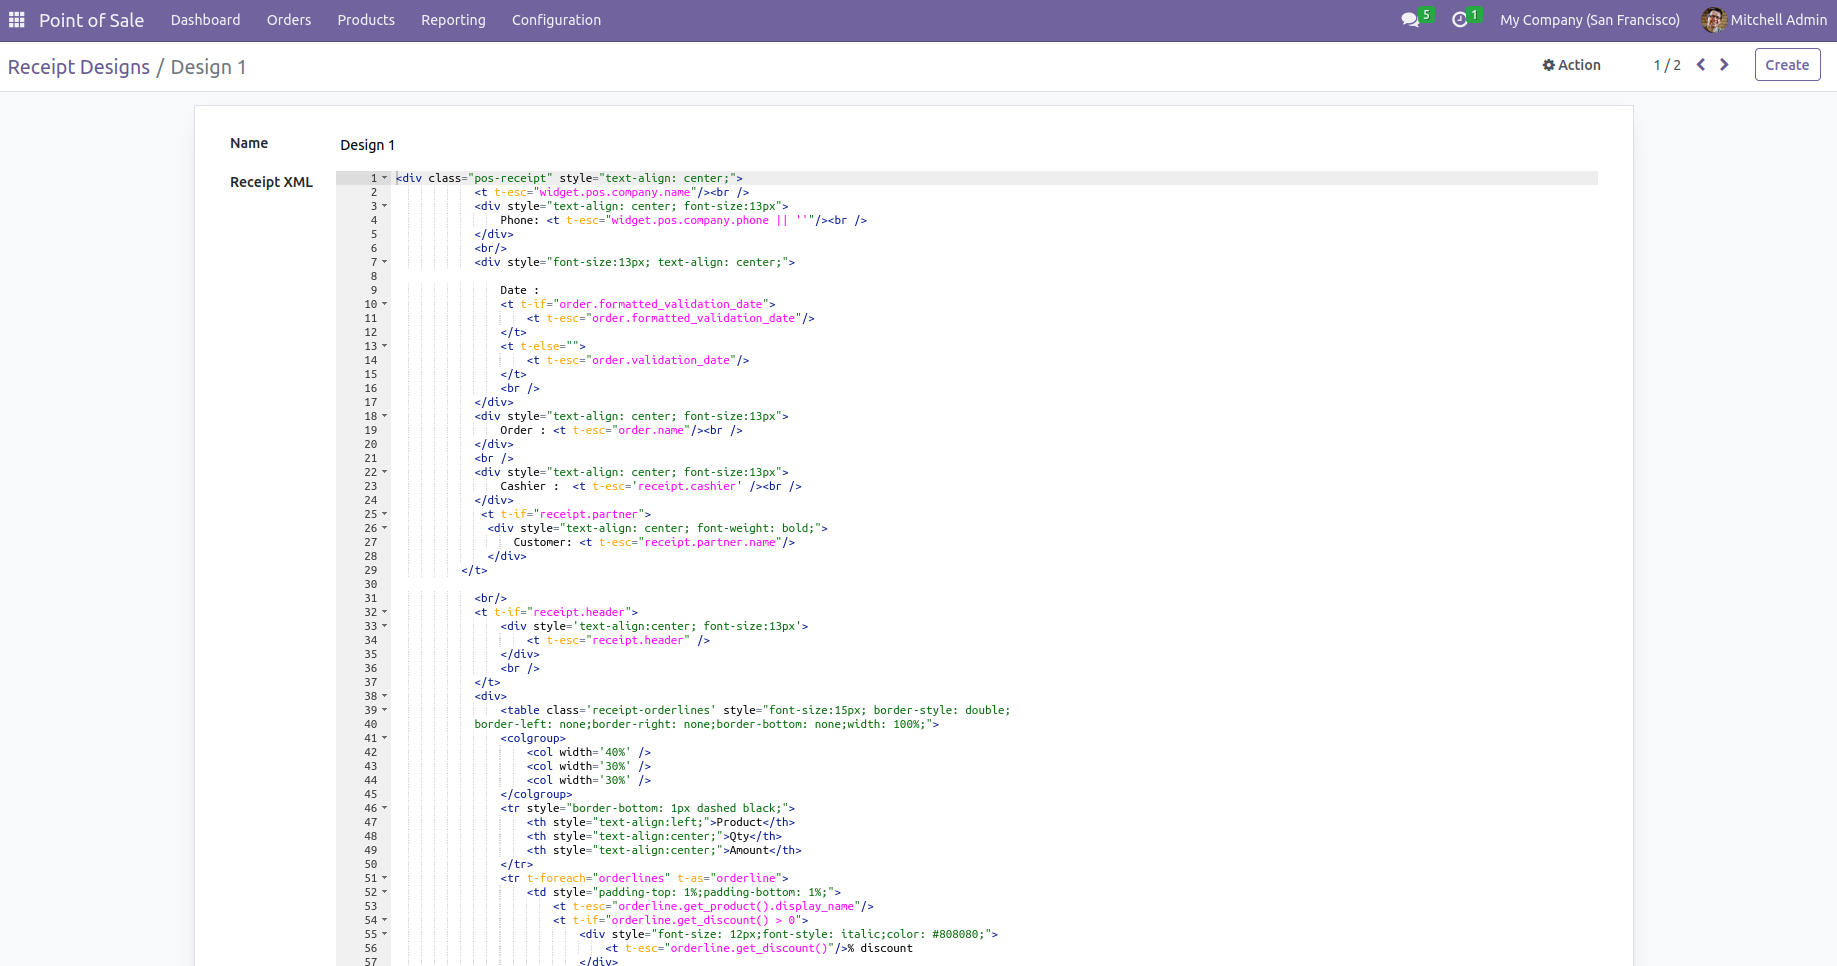 Point of Sale Dashboard Orders Products Reporting Configuration 5 1 My Company (San Francisco) Mitchell Admin
Receipt Designs / Design 1 Action 1 / 2 Create
Name Design 1
Receipt XML
1 <div class="pos-receipt" style="text-align: center;">
2 <t t-esc="widget.pos.company.name"/><br />
3 <div style="text-align: center; font-size:13px">
4 Phone: <t t-esc="widget.pos.company.phone || ''"/><br />
5 </div>
6 <br/>
7 <div style="font-size:13px; text-align: center;">
8
9 Date :
10 <t t-if="order.formatted_validation_date">
11 <t t-esc="order.formatted_validation_date"/>
12 </t>
13 <t t-else="">
14 <t t-esc="order.validation_date"/>
15 </t>
16 <br />
17 </div>
18 <div style="text-align: center; font-size:13px">
19 Order : <t t-esc="order.name"/><br />
20 </div>
21 <br />
22 <div style="text-align: center; font-size:13px">
23 Cashier :  <t t-esc='receipt.cashier' /><br />
24 </div>
25 <t t-if="receipt.partner">
26 <div style="text-align: center; font-weight: bold;">
27 Customer: <t t-esc="receipt.partner.name"/>
28 </div>
29 </t>
30
31 <br/>
32 <t t-if="receipt.header">
33 <div style='text-align:center; font-size:13px'>
34 <t t-esc="receipt.header" />
35 </div>
36 <br />
37 </t>
38 <div>
39 <table class='receipt-orderlines' style="font-size:15px; border-style: double;
40 border-left: none;border-right: none;border-bottom: none;width: 100%;">
41 <colgroup>
42 <col width='40%' />
43 <col width='30%' />
44 <col width='30%' />
45 </colgroup>
46 <tr style="border-bottom: 1px dashed black;">
47 <th style="text-align:left;">Product</th>
48 <th style="text-align:center;">Qty</th>
49 <th style="text-align:center;">Amount</th>
50 </tr>
51 <tr t-foreach="orderlines" t-as="orderline">
52 <td style="padding-top: 1%;padding-bottom: 1%;">
53 <t t-esc="orderline.get_product().display_name"/>
54 <t t-if="orderline.get_discount() > 0">
55 <div style="font-size: 12px;font-style: italic;color: #808080;">
56 <t t-esc="orderline.get_discount()"/>% discount
57 </div>